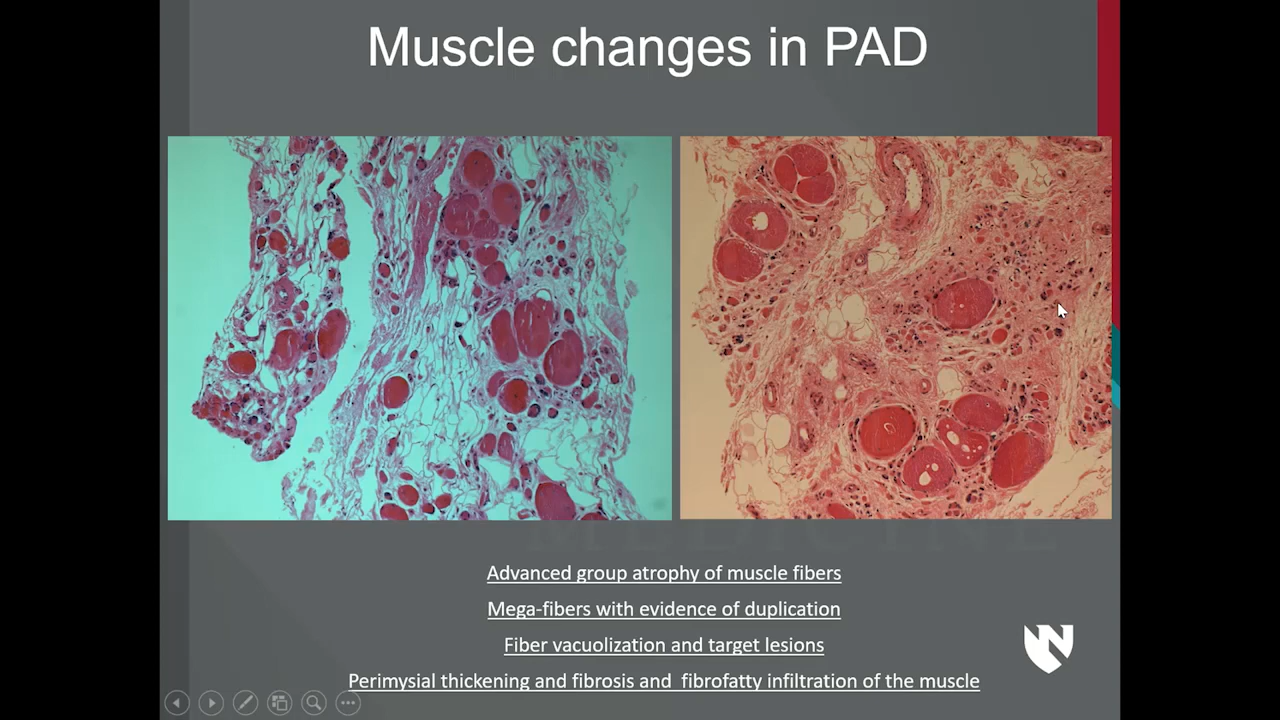 Muscle changes in PAD
MEDICINE
Advanced group atrophy of muscle fibers
Mega-fibers with evidence of duplication
Fiber vacuolization and target lesions
Perimysial thickening and fibrosis and fibrofatty infiltration of the muscle